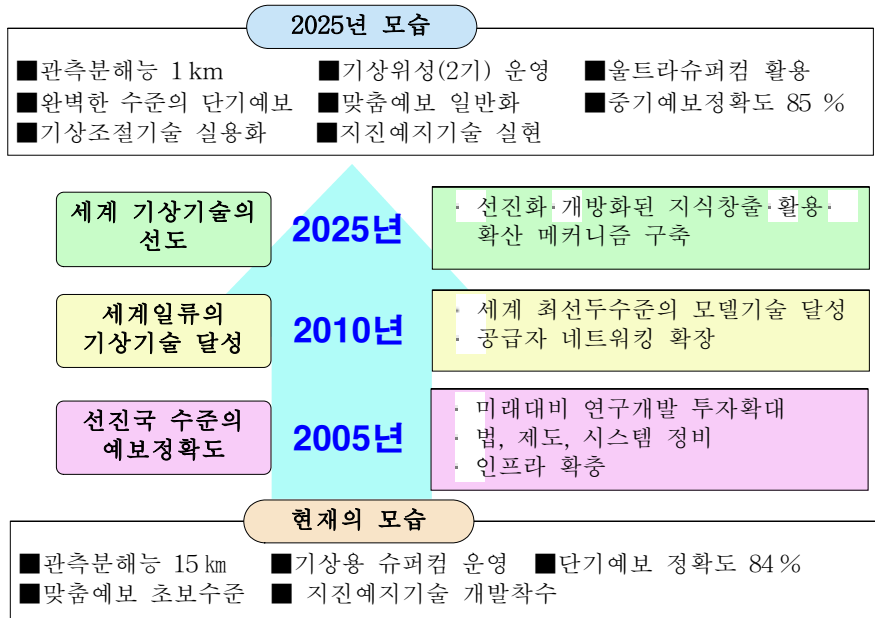 2025년 모습
■관측분해능 1 km ■기상위성(2기) 운영 ■울트라슈퍼컴 활용
■완벽한 수준의 단기예보 ■맞춤예보 일반화 ■중기예보정확도 85 %
■기상조절기술 실용화 ■지진예지기술 실현
세계 기상기술의
선도
2025년
· 선진화·개방화된 지식창출·활용·
확산 메커니즘 구축
세계일류의
기상기술 달성
2010년
· 세계 최선두수준의 모델기술 달성
· 공급자 네트워킹 확장
선진국 수준의
예보정확도
2005년
· 미래대비 연구개발 투자확대
· 법, 제도, 시스템 정비
· 인프라 확충
현재의 모습
■관측분해능 15 ㎞ ■기상용 슈퍼컴 운영 ■단기예보 정확도 84 %
■맞춤예보 초보수준 ■ 지진예지기술 개발착수